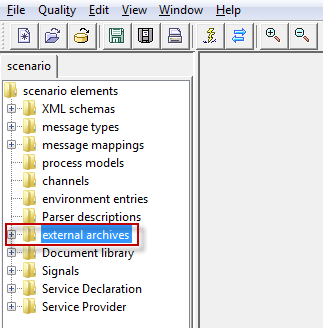 File Quality Edit View Window Help
scenario
scenario elements
XML schemas
message types
message mappings
process models
channels
environment entries
Parser descriptions
external archives
Document library
Signals
Service Declaration
Service Provider